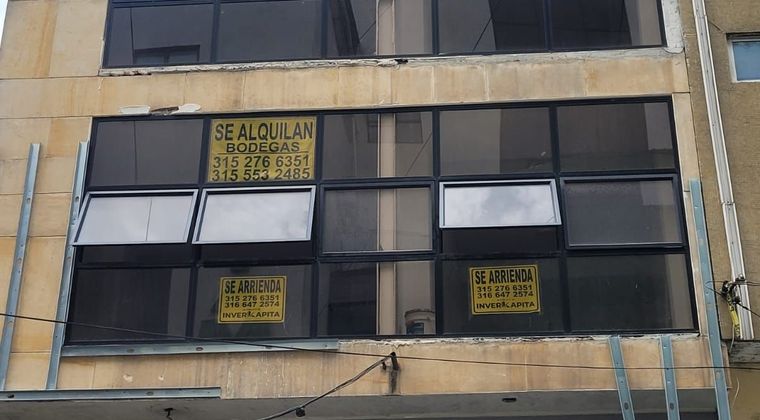 SE ALQUILAN
BODEGAS
315 276 6351
315 553 2485
SE ARRIENDA
315 276 6351
316 647 2574
INVERKAPITA
SE ARRIENDA
315 276 6351
316 647 2574
INVERKAPITA